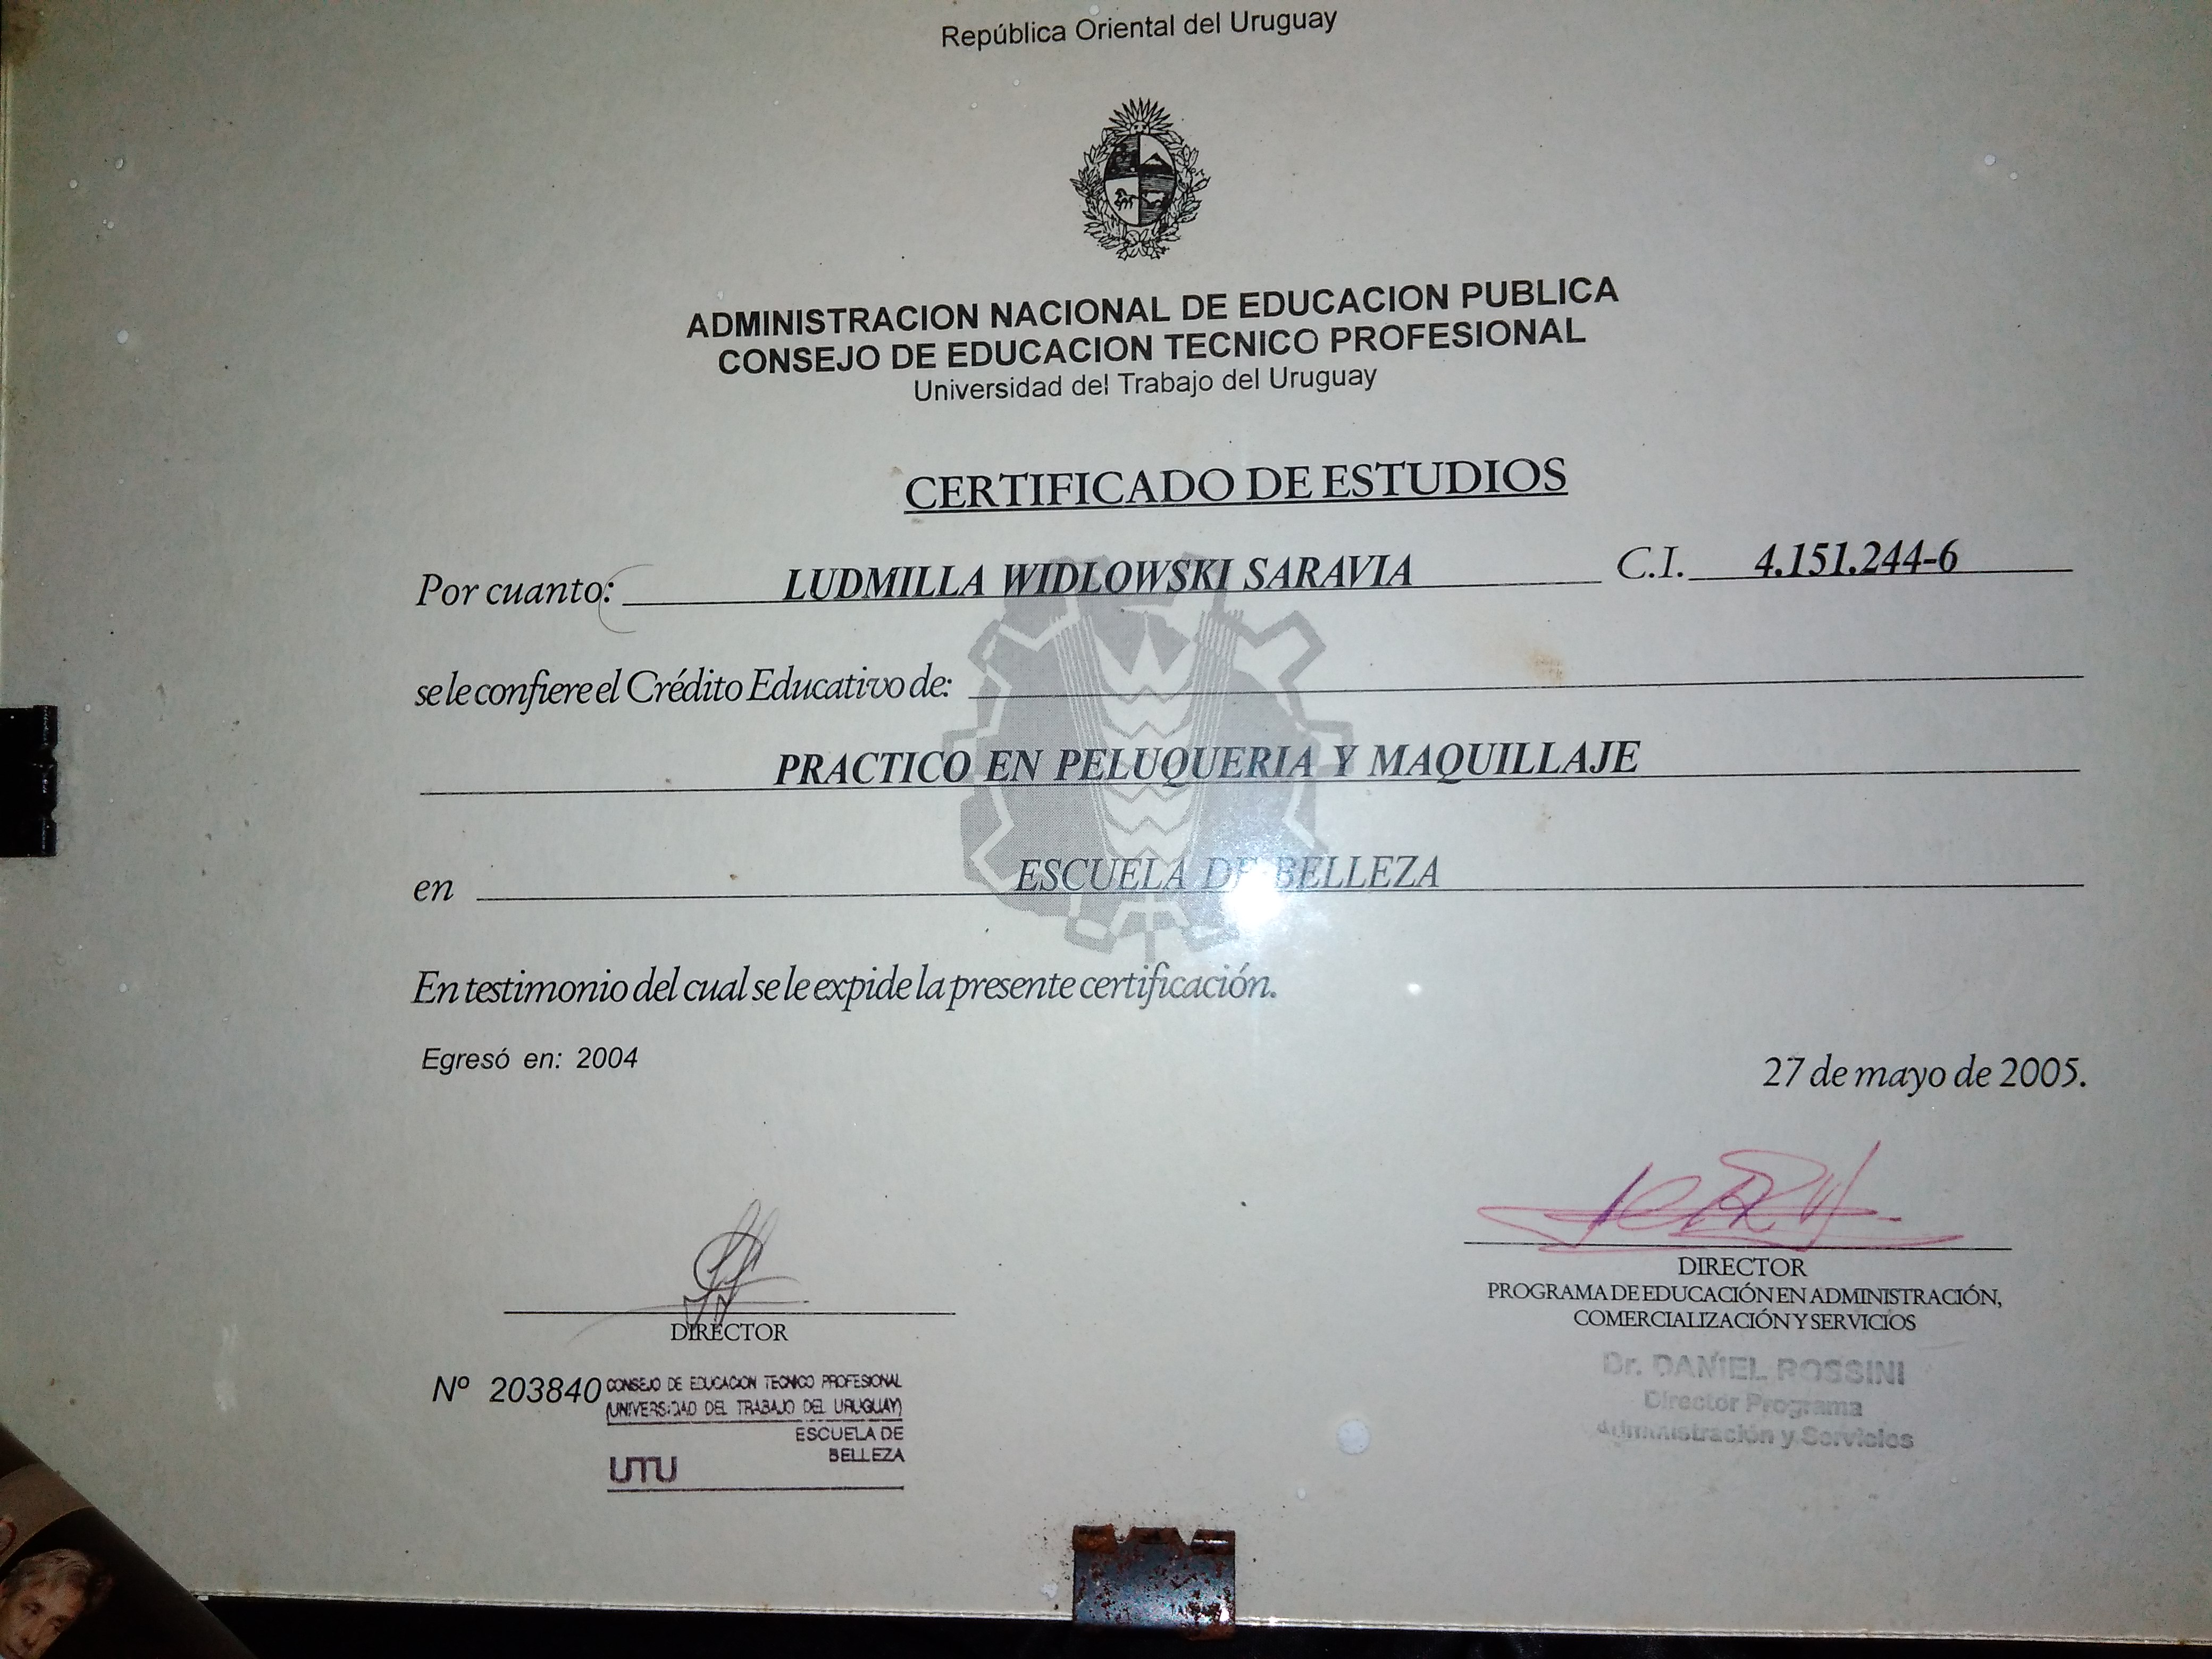 República Oriental del Uruguay
ADMINISTRACION NACIONAL DE EDUCACION PUBLICA
CONSEJO DE EDUCACION TECNICO PROFESIONAL
Universidad del Trabajo del Uruguay
CERTIFICADO DE ESTUDIOS
Por cuanto: LUDMILLA WIDLOWSKI SARAVIA C.I. 4.151.244-6
se le confiere el Crédito Educativo de:
PRACTICO EN PELUQUERIA Y MAQUILLAJE
en ESCUELA DE BELLEZA
En testimonio del cual se le expide la presente certificación.
Egresó en: 2004
27 de mayo de 2005.
DIRECTOR
PROGRAMA DE EDUCACIÓN EN ADMINISTRACIÓN,
COMERCIALIZACIÓN Y SERVICIOS
Dr. DANIEL ROSSINI
Director Programa
Administración y Servicios
DIRECTOR
Nº 203840
CONSEJO DE EDUCACION TECNICO PROFESIONAL
(UNIVERSIDAD DEL TRABAJO DEL URUGUAY)
ESCUELA DE
BELLEZA
UTU